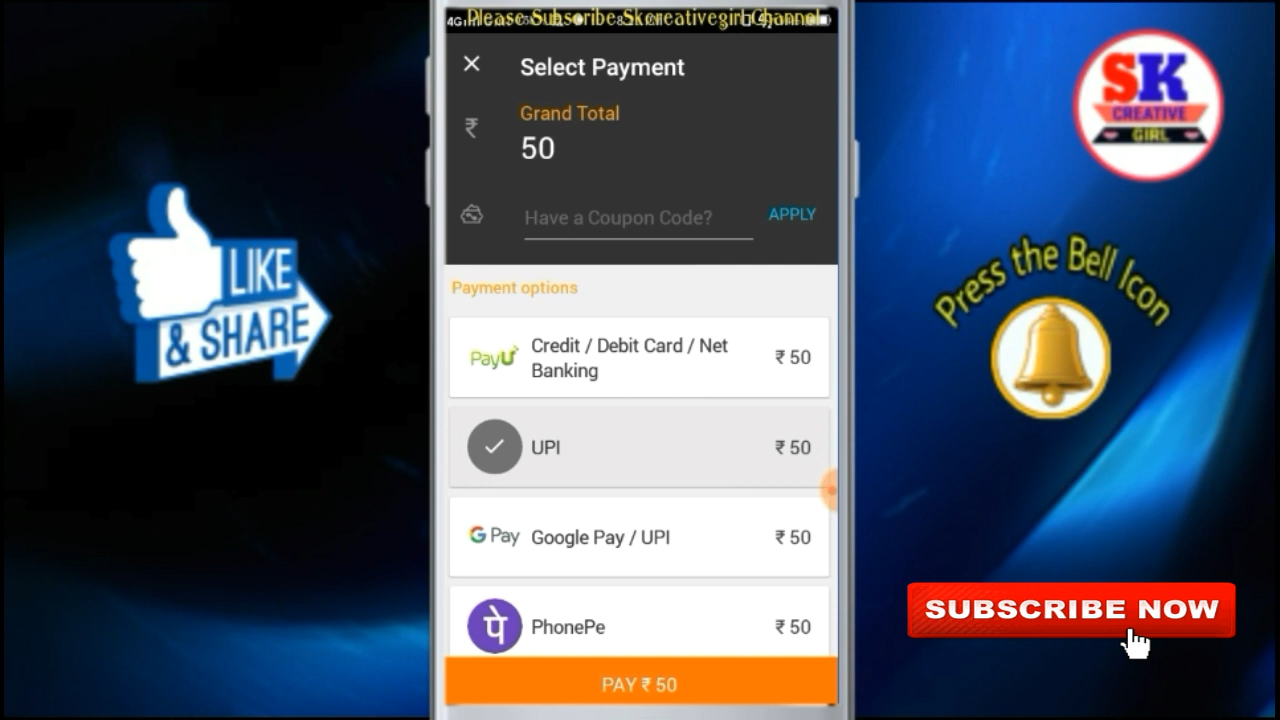 Please Subscribe Skcreativegirl Channel
Select Payment
Grand Total
₹
50
Have a Coupon Code?
APPLY
Payment options
PayU
Credit / Debit Card / Net
Banking
₹ 50
UPI
₹ 50
G Pay
Google Pay / UPI
₹ 50
पे
PhonePe
₹ 50
PAY ₹ 50
LIKE
& SHARE
SK
CREATIVE
GIRL
Press the Bell Icon
SUBSCRIBE NOW